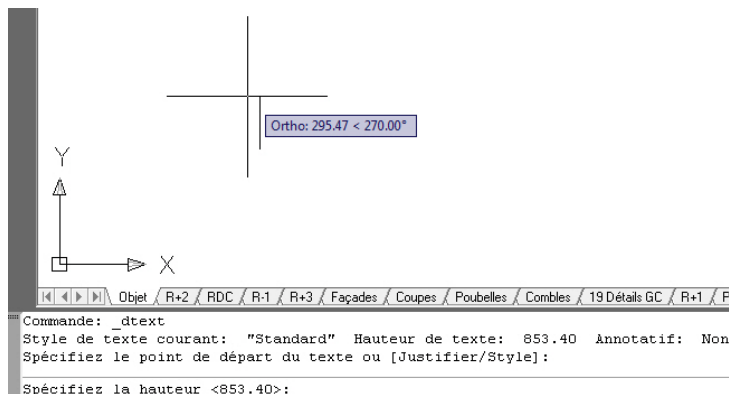 Ortho: 295.47 < 270.00°
Y
X
Objet / R+2 / RDC / R-1 / R+3 / Façades / Coupes / Poubelles / Combles / 19 Détails GC / R+1 / P
Commande: _dtext
Style de texte courant:  "Standard"  Hauteur de texte:  853.40  Annotatif:  Non
Spécifiez le point de départ du texte ou [Justifier/Style]:
Spécifiez la hauteur <853.40>: